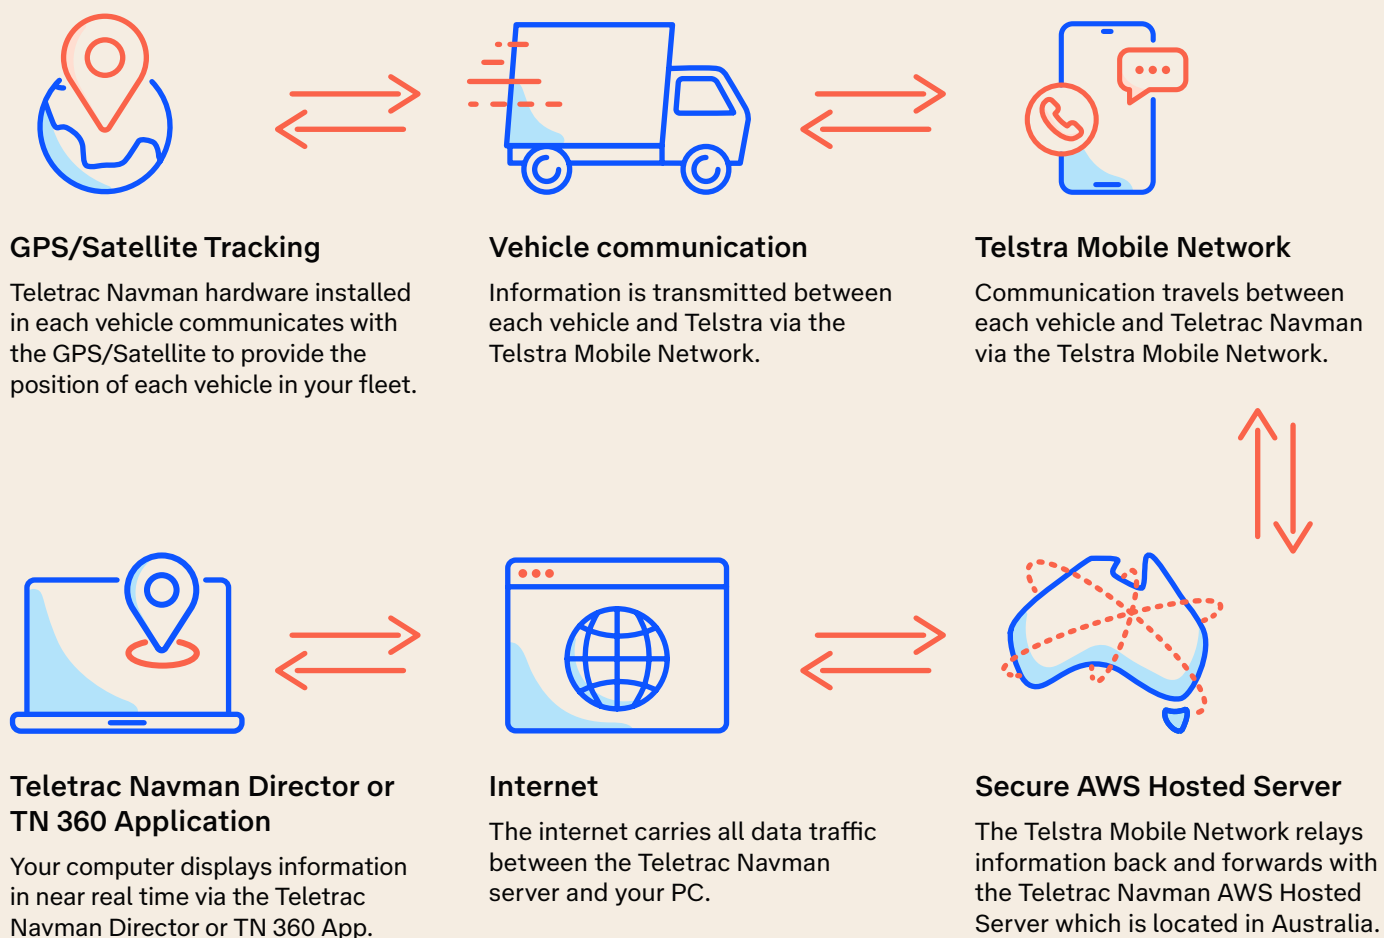 GPS/Satellite Tracking
Teletrac Navman hardware installed
in each vehicle communicates with
the GPS/Satellite to provide the
position of each vehicle in your fleet.
Vehicle communication
Information is transmitted between
each vehicle and Telstra via the
Telstra Mobile Network.
Telstra Mobile Network
Communication travels between
each vehicle and Teletrac Navman
via the Telstra Mobile Network.
Teletrac Navman Director or
TN 360 Application
Your computer displays information
in near real time via the Teletrac
Navman Director or TN 360 App.
Internet
The internet carries all data traffic
between the Teletrac Navman
server and your PC.
Secure AWS Hosted Server
The Telstra Mobile Network relays
information back and forwards with
the Teletrac Navman AWS Hosted
Server which is located in Australia.